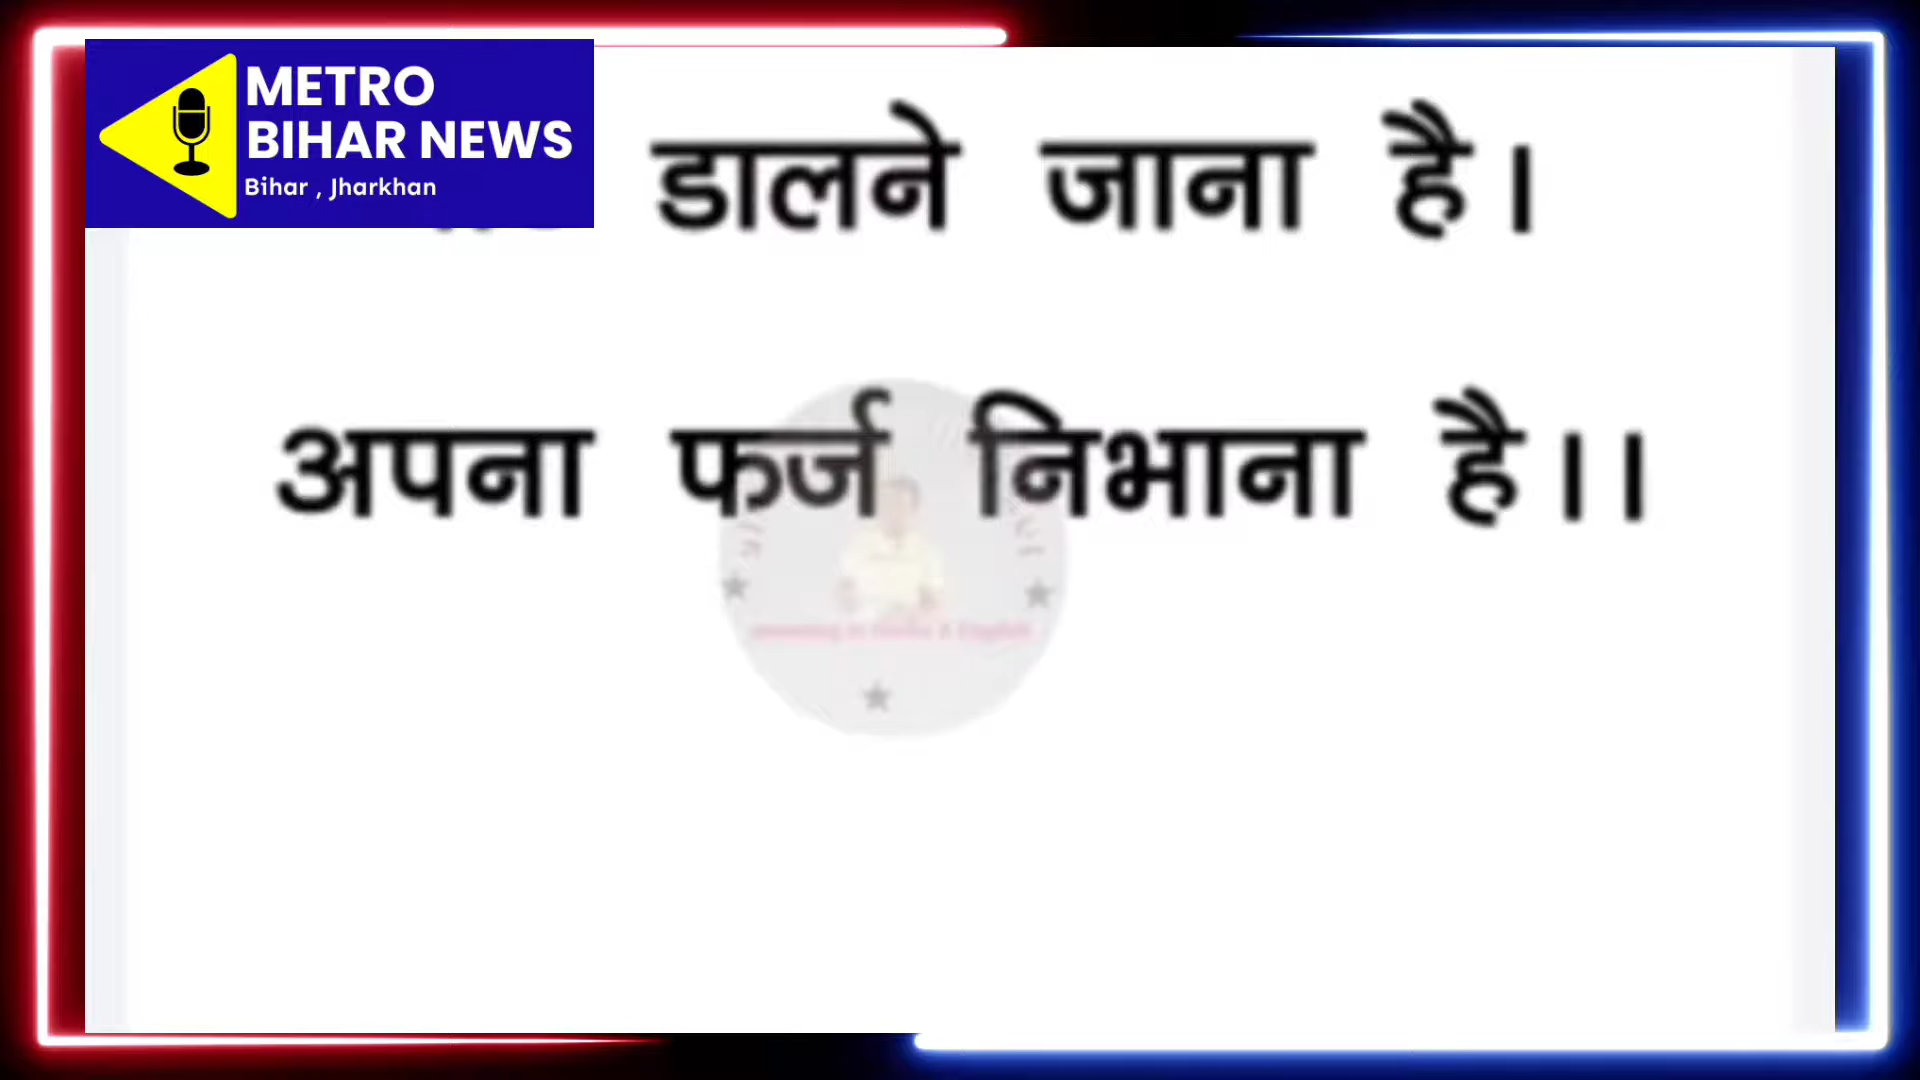 METRO
BIHAR NEWS
Bihar , Jharkhan
डालने जाना है।
अपना फर्ज निभाना है।।